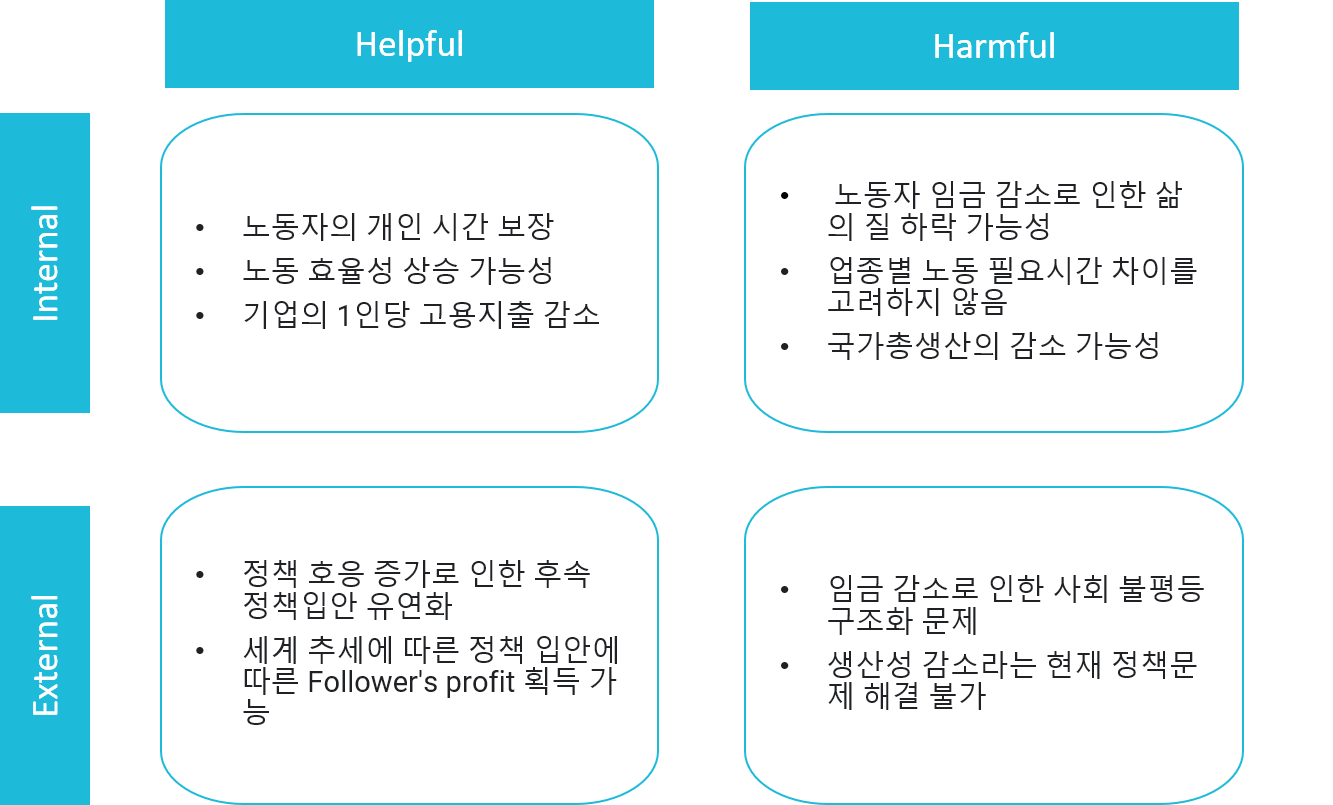 Helpful
Harmful
Internal
• 노동자의 개인 시간 보장
• 노동 효율성 상승 가능성
• 기업의 1인당 고용지출 감소
• 노동자 임금 감소로 인한 삶
의 질 하락 가능성
• 업종별 노동 필요시간 차이를
고려하지 않음
• 국가총생산의 감소 가능성
External
• 정책 호응 증가로 인한 후속
정책입안 유연화
• 세계 추세에 따른 정책 입안에
따른 Follower's profit 획득 가
능
• 임금 감소로 인한 사회 불평등
구조화 문제
• 생산성 감소라는 현재 정책문
제 해결 불가